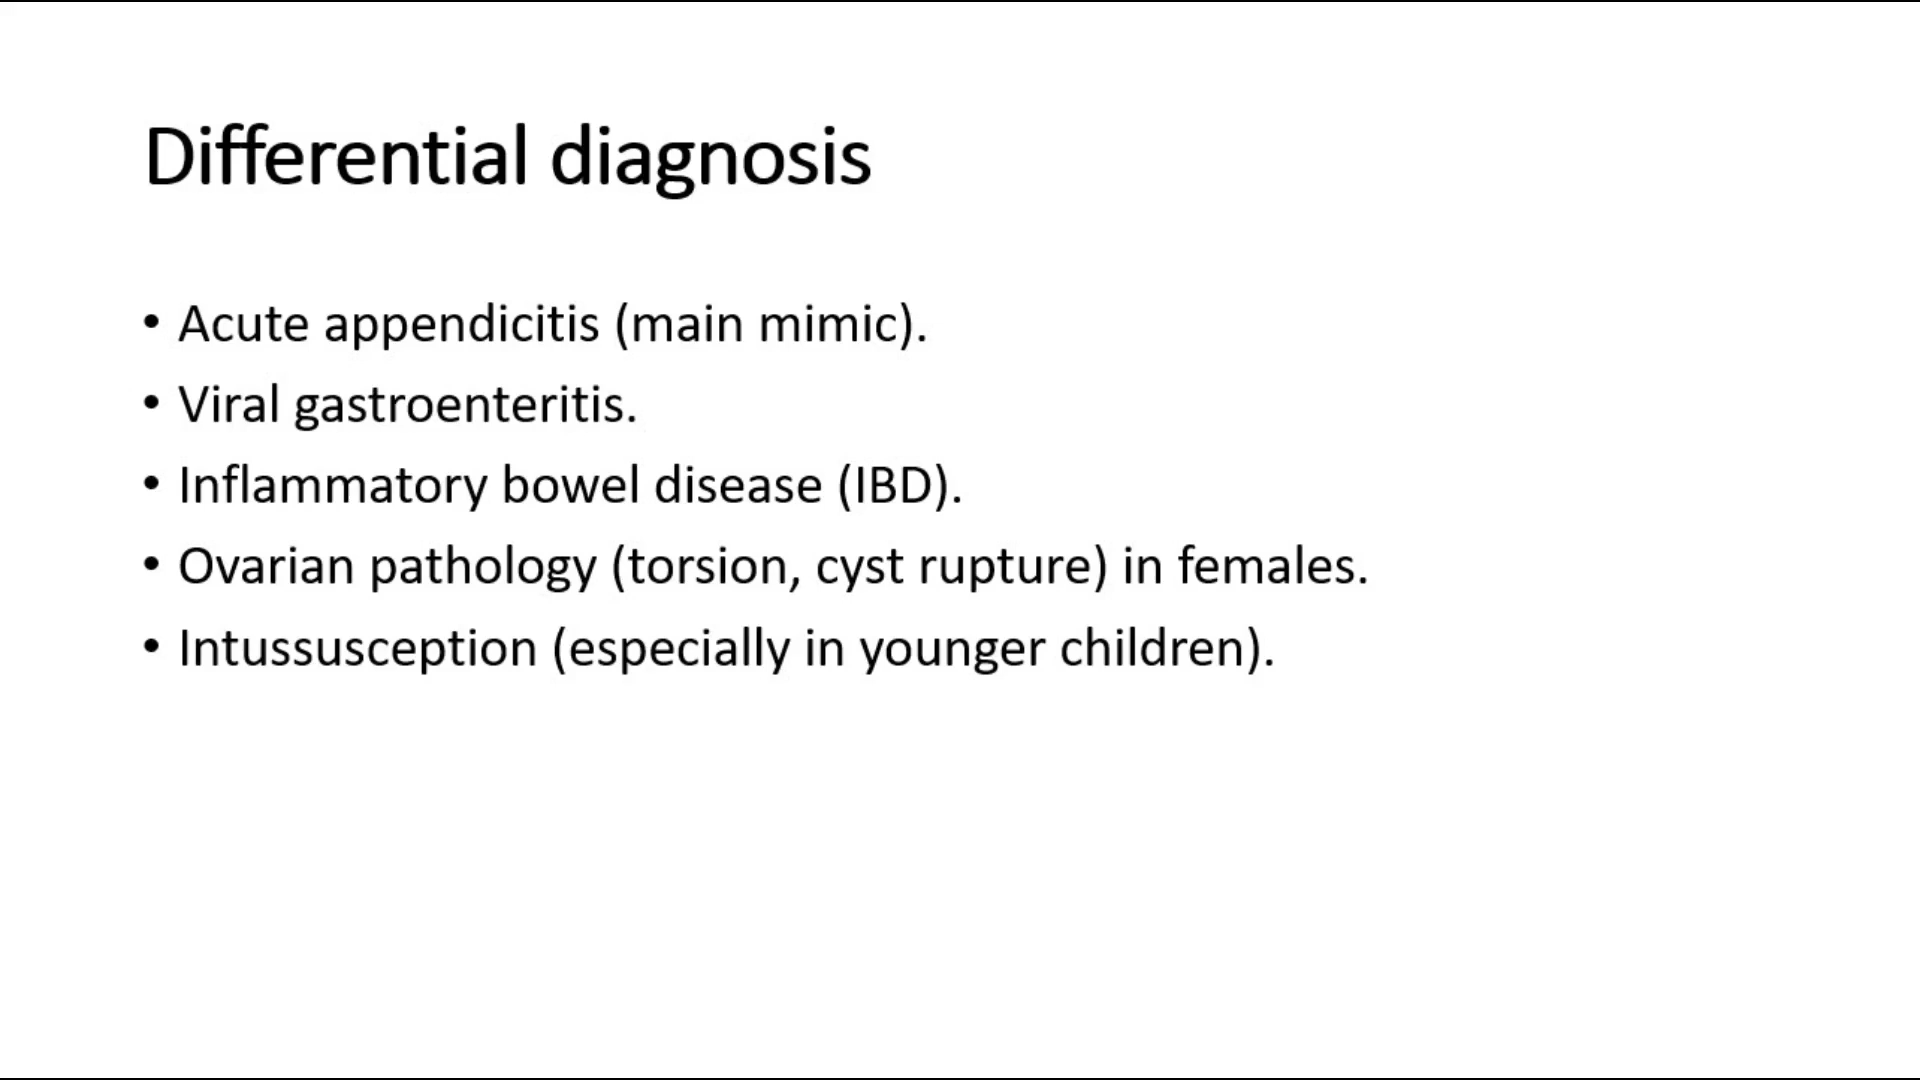 Differential diagnosis
• Acute appendicitis (main mimic).
• Viral gastroenteritis.
• Inflammatory bowel disease (IBD).
• Ovarian pathology (torsion, cyst rupture) in females.
• Intussusception (especially in younger children).